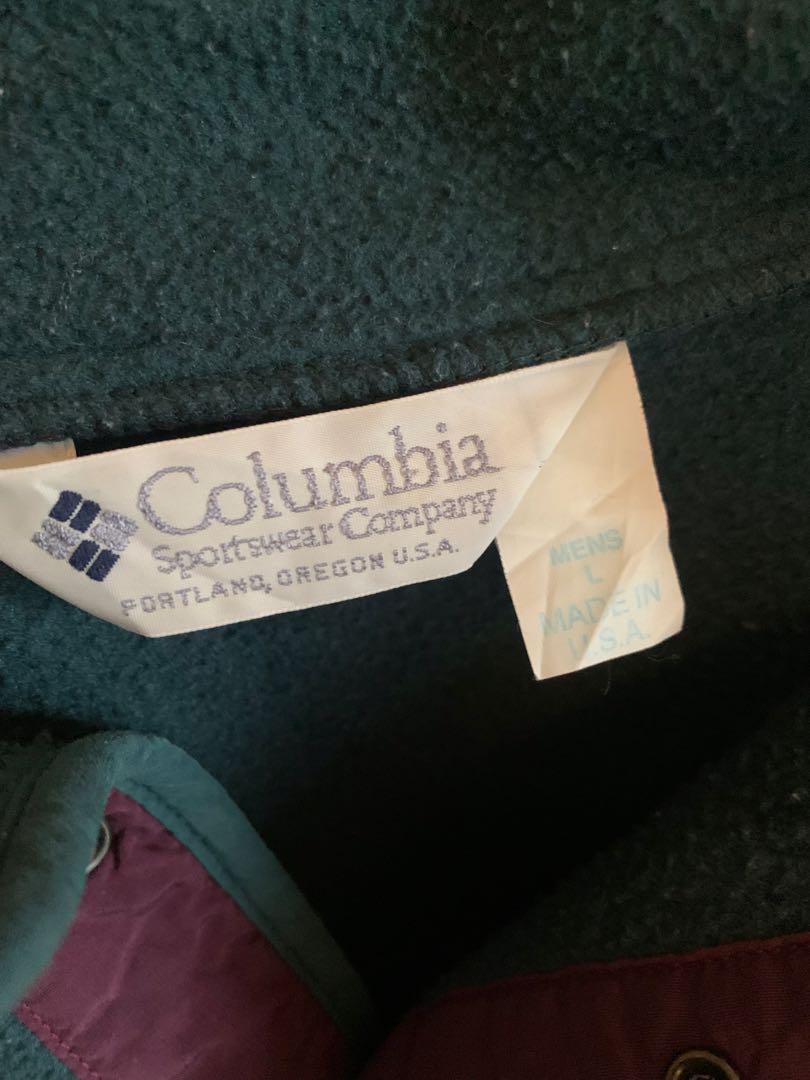 Columbia
Sportswear Company
PORTLAND, OREGON U.S.A.
MENS
L
MADE IN
U.S.A.